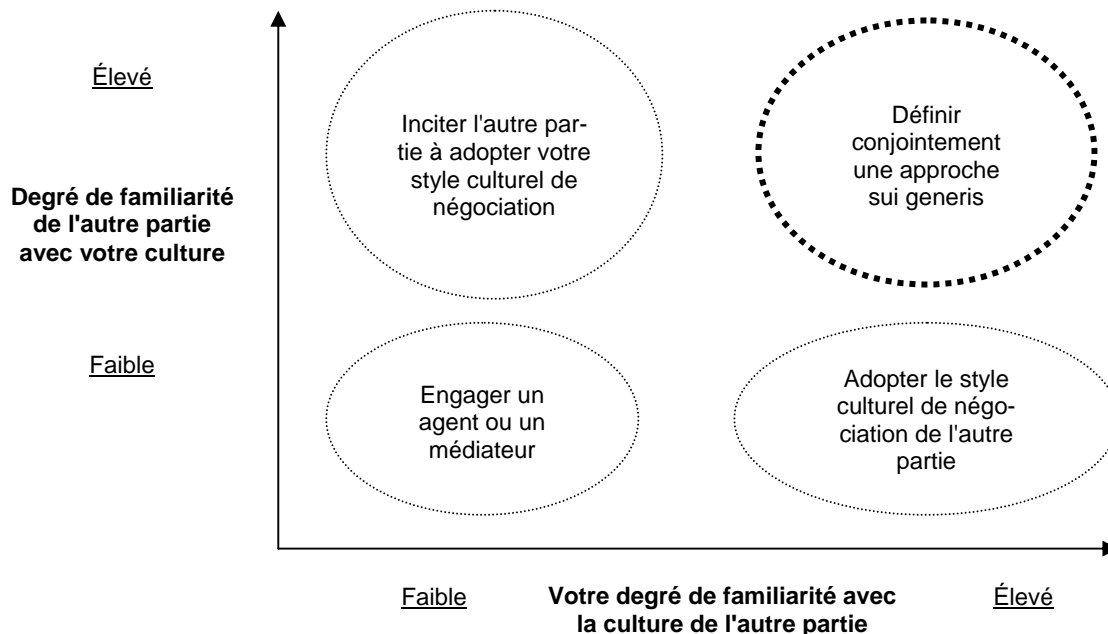 Élevé
Inciter l'autre par-
tie à adopter votre
style culturel de
négociation
Définir
conjointement
une approche
sui generis
Degré de familiarité
de l'autre partie
avec votre culture
Faible
Engager un
agent ou un
médiateur
Adopter le style
culturel de négo-
ciation de l'autre
partie
Faible
Votre degré de familiarité avec
la culture de l'autre partie
Élevé